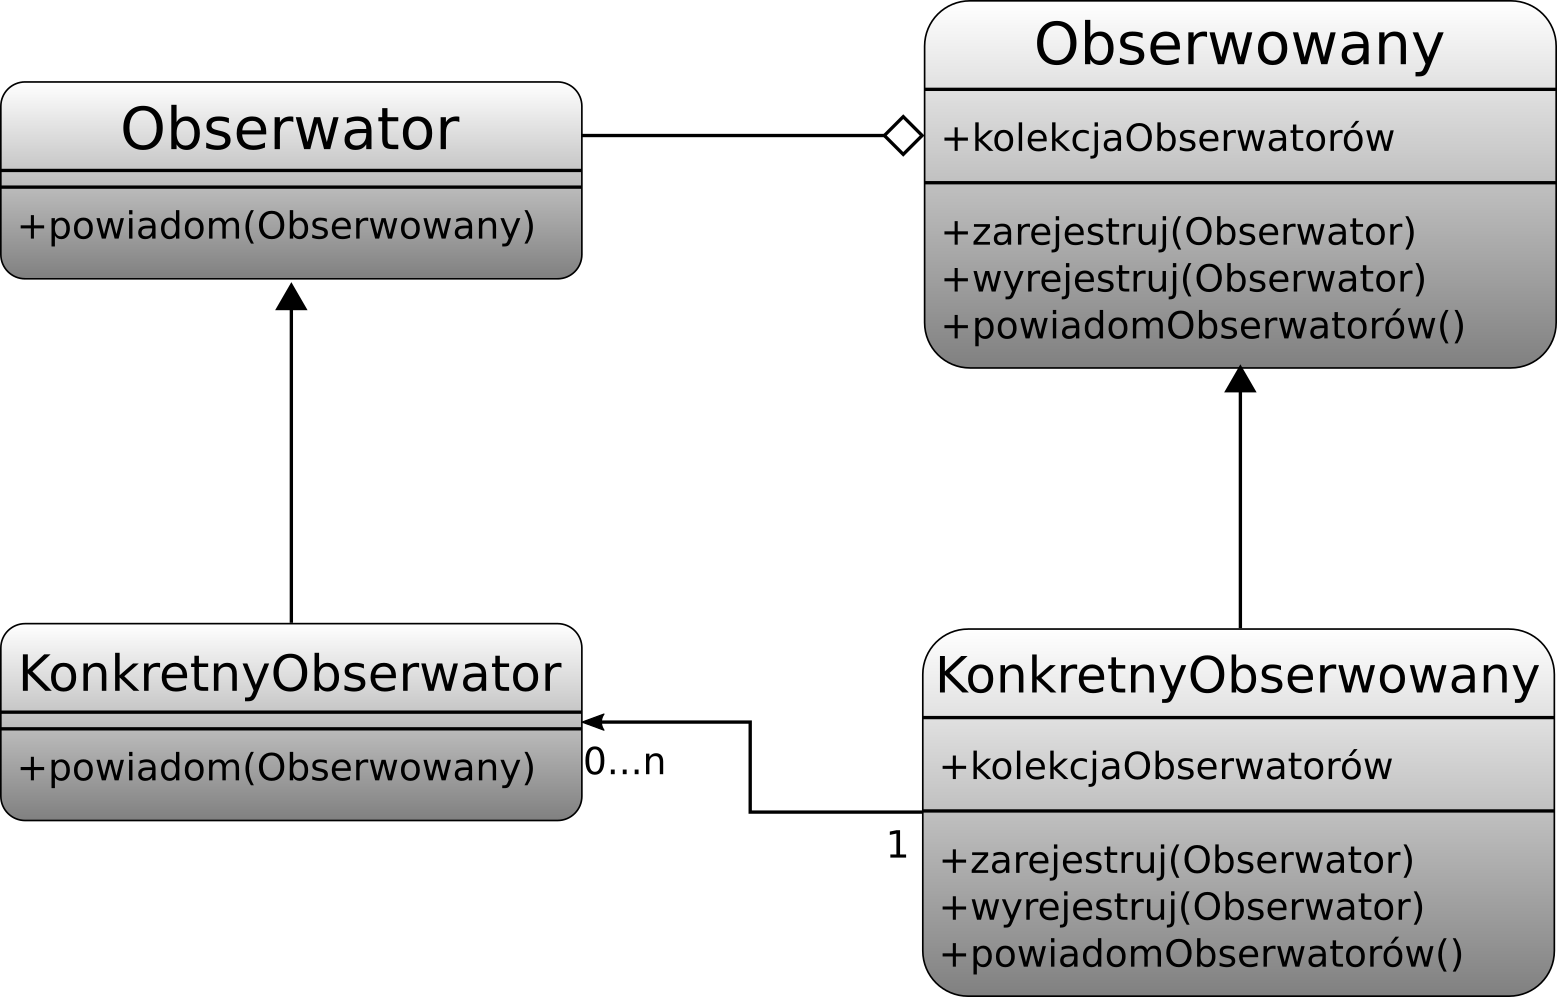 Obserwator
+powiadom(Obserwowany)
Obserwowany
+kolekcjaObserwatorów
+zarejestruj(Obserwator)
+wyrejestruj(Obserwator)
+powiadomObserwatorów()
KonkretnyObserwator
+powiadom(Obserwowany)
0...n
1
KonkretnyObserwowany
+kolekcjaObserwatorów
+zarejestruj(Obserwator)
+wyrejestruj(Obserwator)
+powiadomObserwatorów()